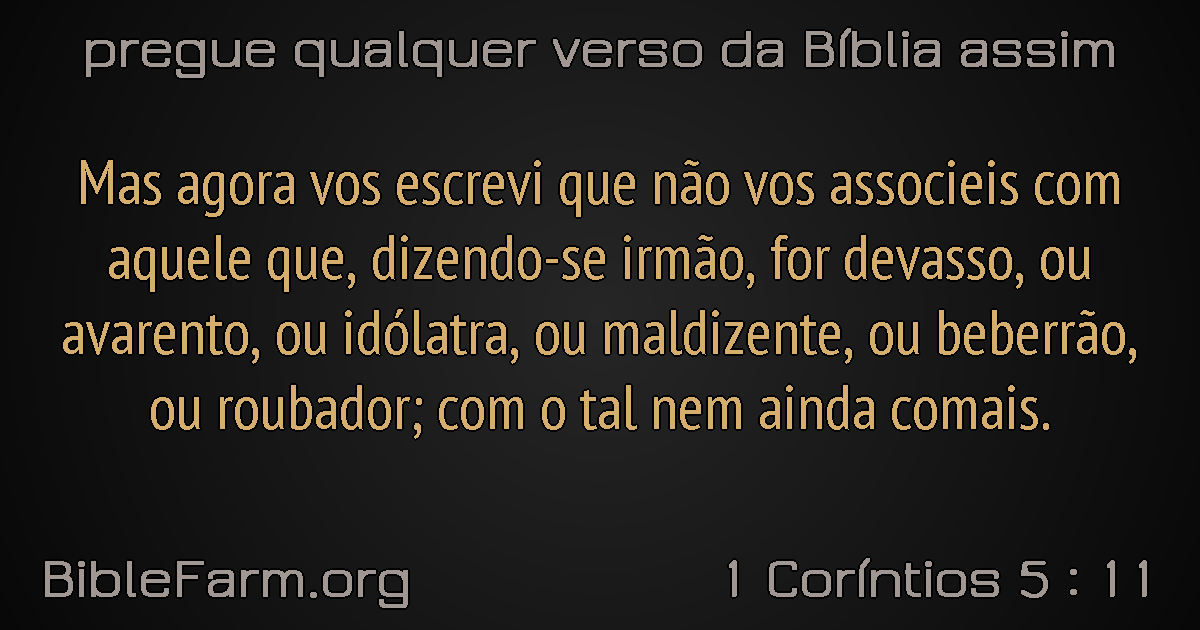 pregue qualquer verso da Bíblia assim
Mas agora vos escrevi que não vos associeis com
aquele que, dizendo-se irmão, for devasso, ou
avarento, ou idólatra, ou maldizente, ou beberrão,
ou roubador; com o tal nem ainda comais.
BibleFarm.org
1 Coríntios 5 : 11